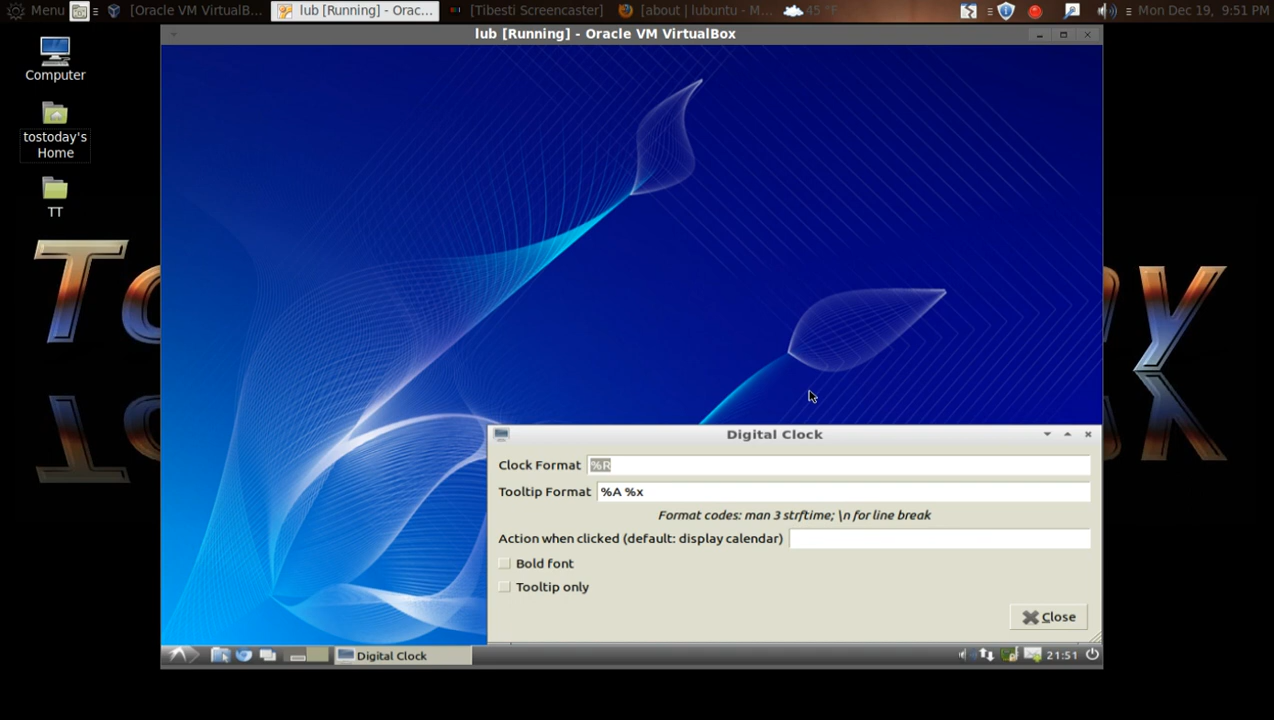 Menu [Oracle VM VirtualB... lub [Running] - Orac... [Tibesti Screencaster] [about | lubuntu - M... 45 °F Mon Dec 19, 9:51 PM
lub [Running] - Oracle VM VirtualBox
Computer
tostoday's
Home
TT
Digital Clock
Clock Format %R
Tooltip Format %A %x
Format codes: man 3 strftime; \n for line break
Action when clicked (default: display calendar)
Bold font
Tooltip only
Close
Digital Clock 21:51